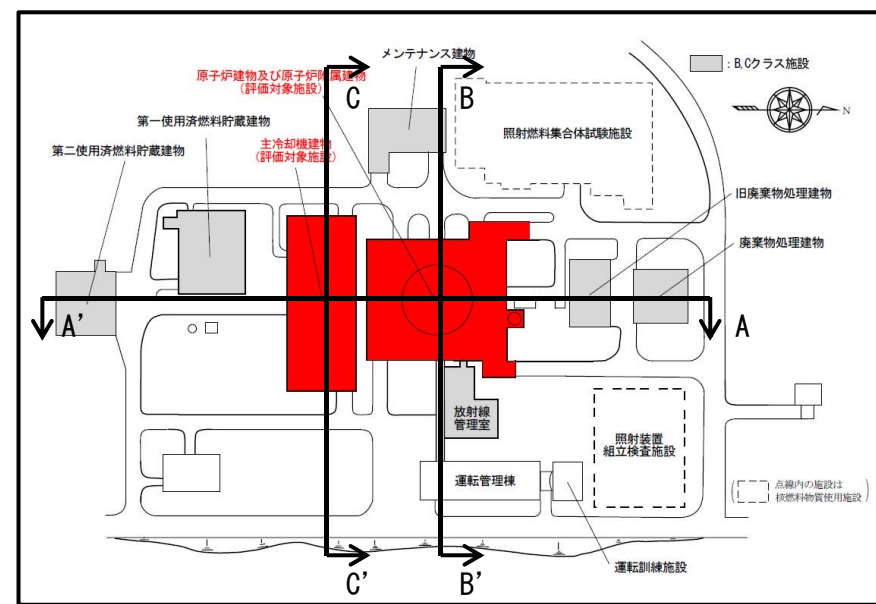 メンテナンス建物
原子炉建物及び原子炉附属建物
(評価対象施設)
C
B
: B,Cクラス施設
N
第一使用済燃料貯蔵建物
主冷却機建物
(評価対象施設)
第二使用済燃料貯蔵建物
照射燃料集合体試験施設
旧廃棄物処理建物
廃棄物処理建物
A'
A
放射線
管理室
照射装置
組立検査施設
運転管理棟
点線内の施設は
核燃料物質使用施設
運転訓練施設
C'
B'